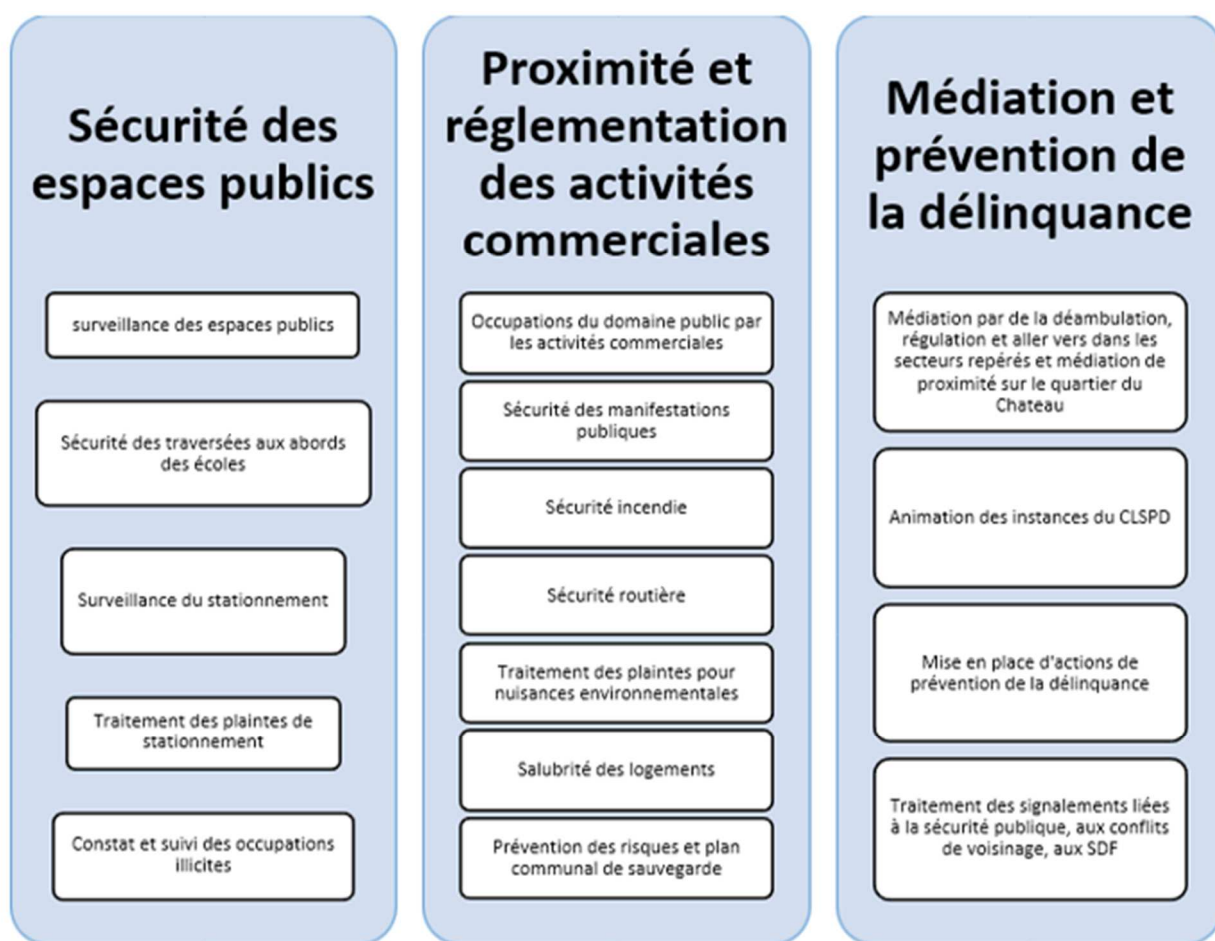 Sécurité des
espaces publics
surveillance des espaces publics
Sécurité des traversées aux abords
des écoles
Surveillance du stationnement
Traitement des plaintes de
stationnement
Constat et suivi des occupations
illicites
Proximité et
réglementation
des activités
commerciales
Occupations du domaine public par
les activités commerciales
Sécurité des manifestations
publiques
Sécurité incendie
Sécurité routière
Traitement des plaintes pour
nuisances environnementales
Salubrité des logements
Prévention des risques et plan
communal de sauvegarde
Médiation et
prévention de
la délinquance
Médiation par de la déambulation,
régulation et aller vers dans les
secteurs repérés et médiation de
proximité sur le quartier du
Chateau
Animation des instances du CLSPD
Mise en place d'actions de
prévention de la délinquance
Traitement des signalements liées
à la sécurité publique, aux conflits
de voisinage, aux SDF